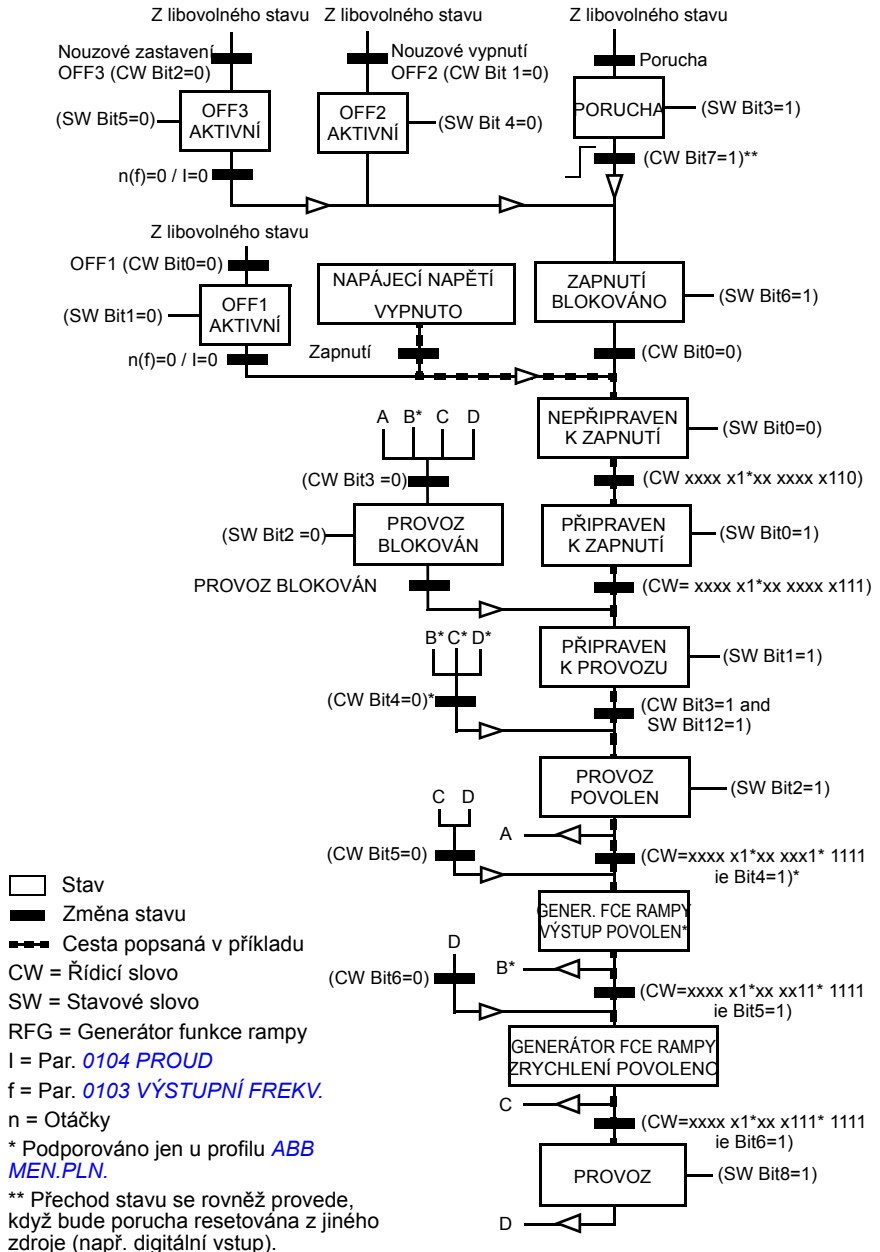 Z libovolného stavu
Z libovolného stavu
Z libovolného stavu
Nouzové zastavení
OFF3 (CW Bit2=0)
Nouzové vypnutí
OFF2 (CW Bit 1=0)
Porucha
(SW Bit5=0)
OFF3
AKTIVNÍ
OFF2
AKTIVNÍ
(SW Bit 4=0)
PORUCHA
(SW Bit3=1)
n(f)=0 / I=0
(CW Bit7=1)**
Z libovolného stavu
OFF1 (CW Bit0=0)
(SW Bit1=0)
OFF1
AKTIVNÍ
NAPÁJECÍ NAPĚTÍ
VYPNUTO
ZAPNUTÍ
BLOKOVÁNO
(SW Bit6=1)
n(f)=0 / I=0
Zapnutí
(CW Bit0=0)
A B* C D
NEPŘIPRAVEN
K ZAPNUTÍ
(SW Bit0=0)
(CW Bit3 =0)
(CW xxxx x1*xx xxxx x110)
(SW Bit2 =0)
PROVOZ
BLOKOVÁN
PŘIPRAVEN
K ZAPNUTÍ
(SW Bit0=1)
PROVOZ BLOKOVÁN
(CW= xxxx x1*xx xxxx x111)
B* C* D*
PŘIPRAVEN
K PROVOZU
(SW Bit1=1)
(CW Bit4=0)*
(CW Bit3=1 and
SW Bit12=1)
PROVOZ
POVOLEN
(SW Bit2=1)
C D
A
(CW Bit5=0)
(CW=xxxx x1*xx xxx1* 1111
ie Bit4=1)*
GENER. FCE RAMPY
VÝSTUP POVOLEN*
D
B*
(CW Bit6=0)
(CW=xxxx x1*xx xx11* 1111
ie Bit5=1)
GENERÁTOR FCE RAMPY
ZRYCHLENÍ POVOLENO
C
(CW=xxxx x1*xx x111* 1111
ie Bit6=1)
PROVOZ
(SW Bit8=1)
D
Stav
Změna stavu
Cesta popsaná v příkladu
CW = Řídicí slovo
SW = Stavové slovo
RFG = Generátor funkce rampy
I = Par. 0104 PROUD
f = Par. 0103 VÝSTUPNÍ FREKV.
n = Otáčky
* Podporováno jen u profilu ABB
MEN.PLN.
** Přechod stavu se rovněž provede,
když bude porucha resetována z jiného
zdroje (např. digitální vstup).